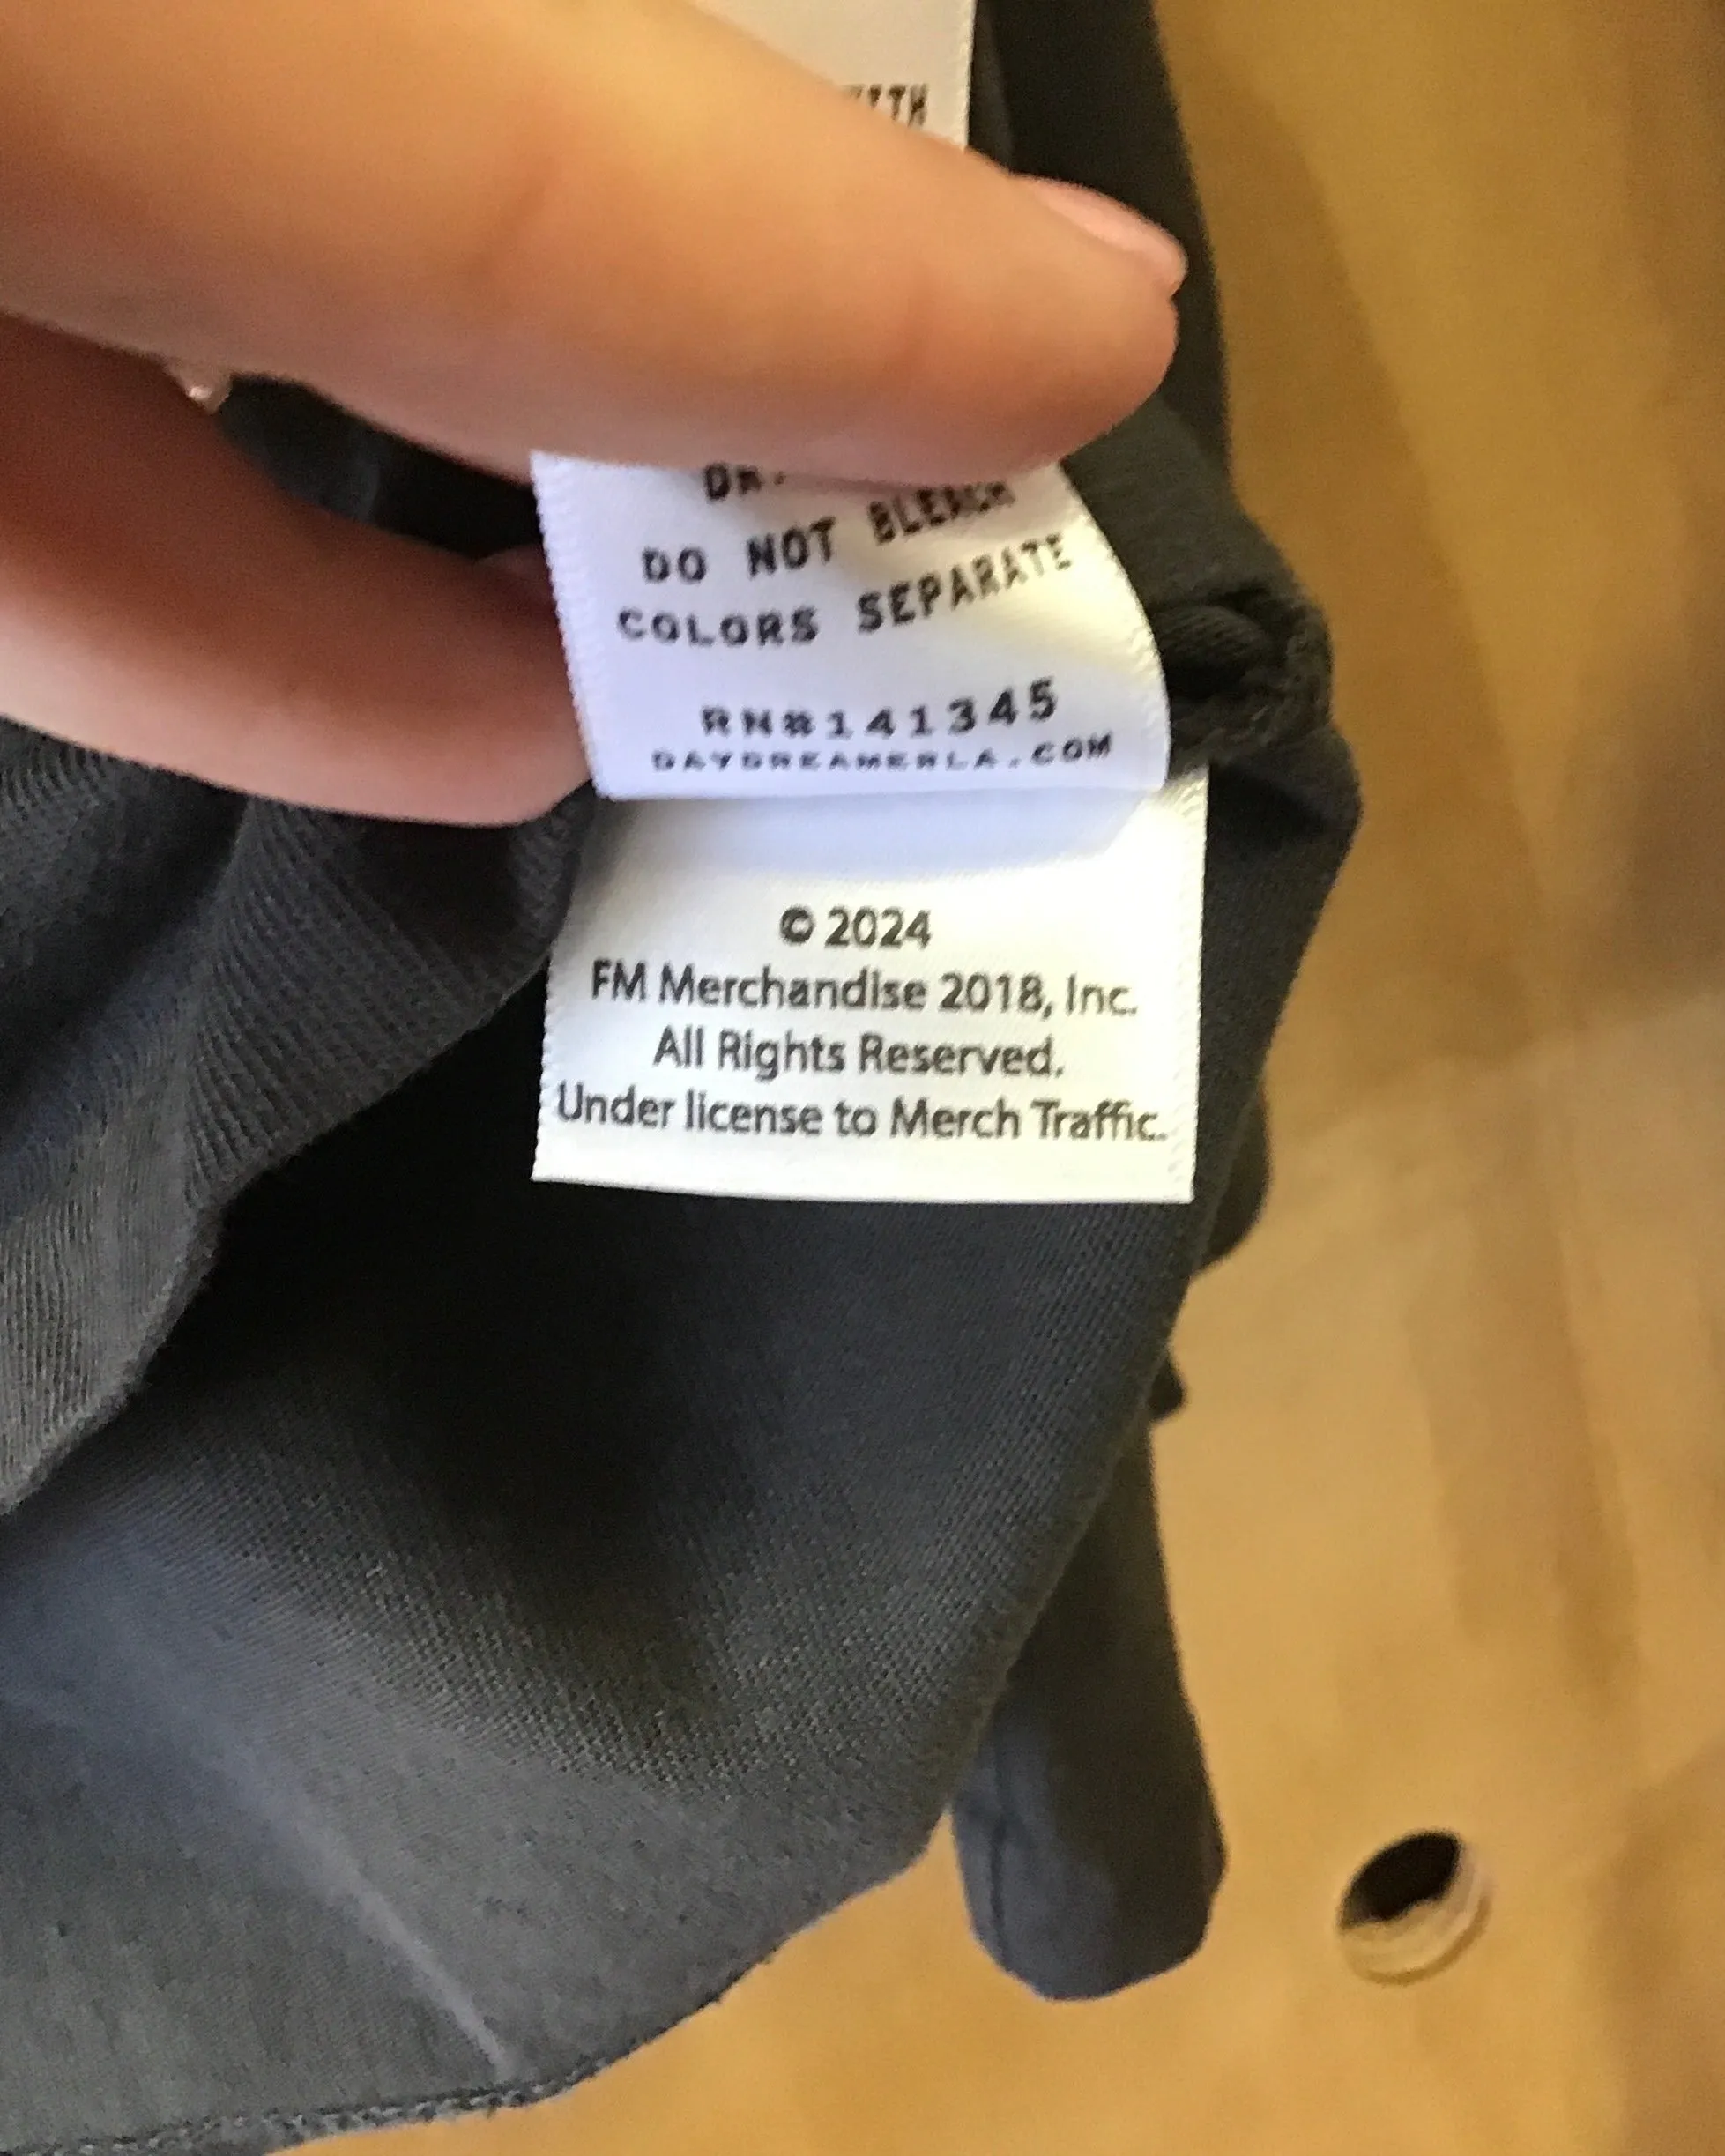 DO NOT BLEACH
COLORS SEPARATE
RN#141345
DAYDREAMERLA.COM
© 2024
FM Merchandise 2018, Inc.
All Rights Reserved.
Under license to Merch Traffic.